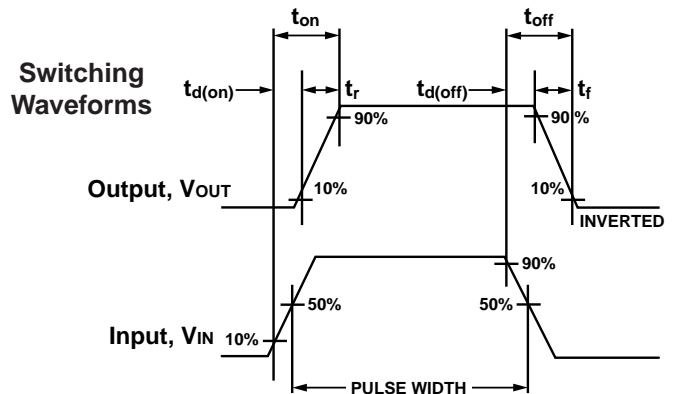 ton toff
Switching
Waveforms
td(on) tr td(off) tf
90% 90 %
Output, VOUT 10% 10%
INVERTED
90%
50% 50%
Input, VIN 10%
PULSE WIDTH